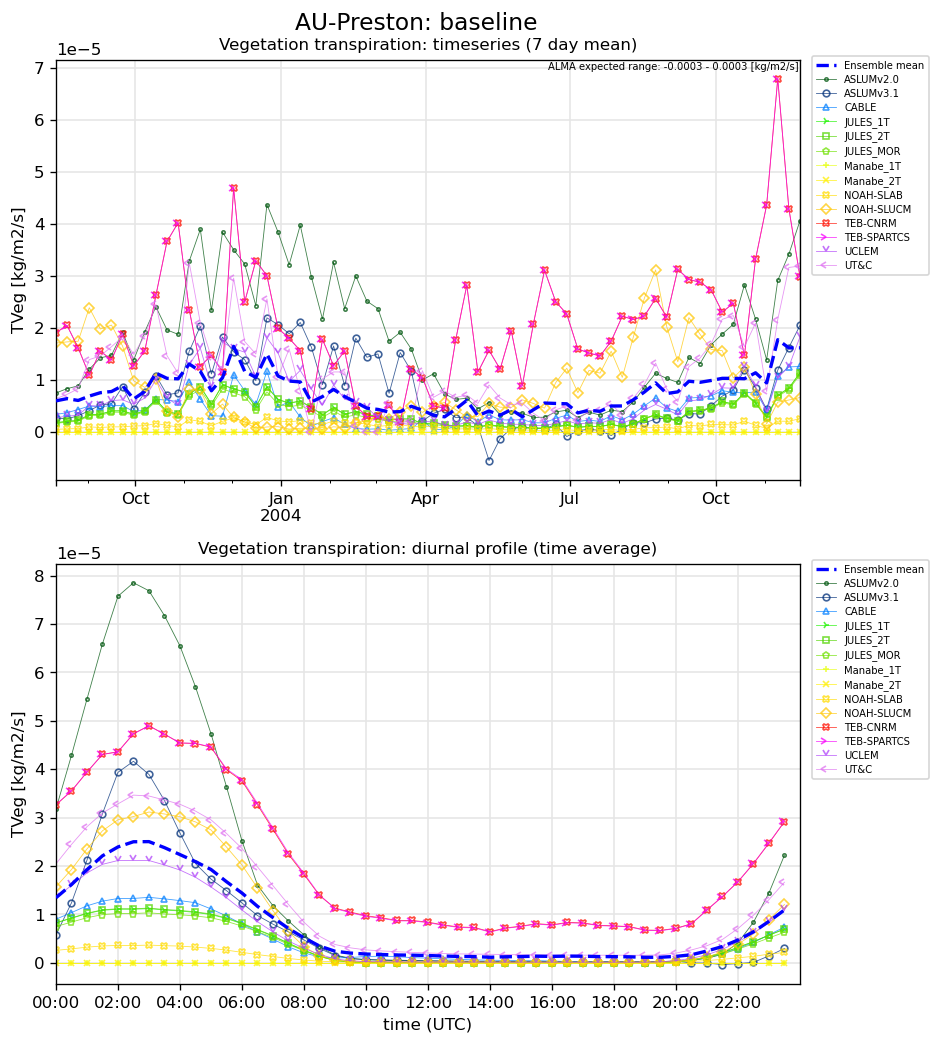 AU-Preston: baseline
Vegetation transpiration: timeseries (7 day mean)
1e−5
ALMA expected range: -0.0003 - 0.0003 [kg/m2/s]
7
6
5
4
3
2
1
0
TVeg [kg/m2/s]
Oct
Jan
2004
Apr
Jul
Oct
Ensemble mean
ASLUMv2.0
ASLUMv3.1
CABLE
JULES_1T
JULES_2T
JULES_MOR
Manabe_1T
Manabe_2T
NOAH-SLAB
NOAH-SLUCM
TEB-CNRM
TEB-SPARTCS
UCLEM
UT&C
Vegetation transpiration: diurnal profile (time average)
1e−5
8
7
6
5
4
3
2
1
0
TVeg [kg/m2/s]
00:00
02:00
04:00
06:00
08:00
10:00
12:00
14:00
16:00
18:00
20:00
22:00
time (UTC)
Ensemble mean
ASLUMv2.0
ASLUMv3.1
CABLE
JULES_1T
JULES_2T
JULES_MOR
Manabe_1T
Manabe_2T
NOAH-SLAB
NOAH-SLUCM
TEB-CNRM
TEB-SPARTCS
UCLEM
UT&C